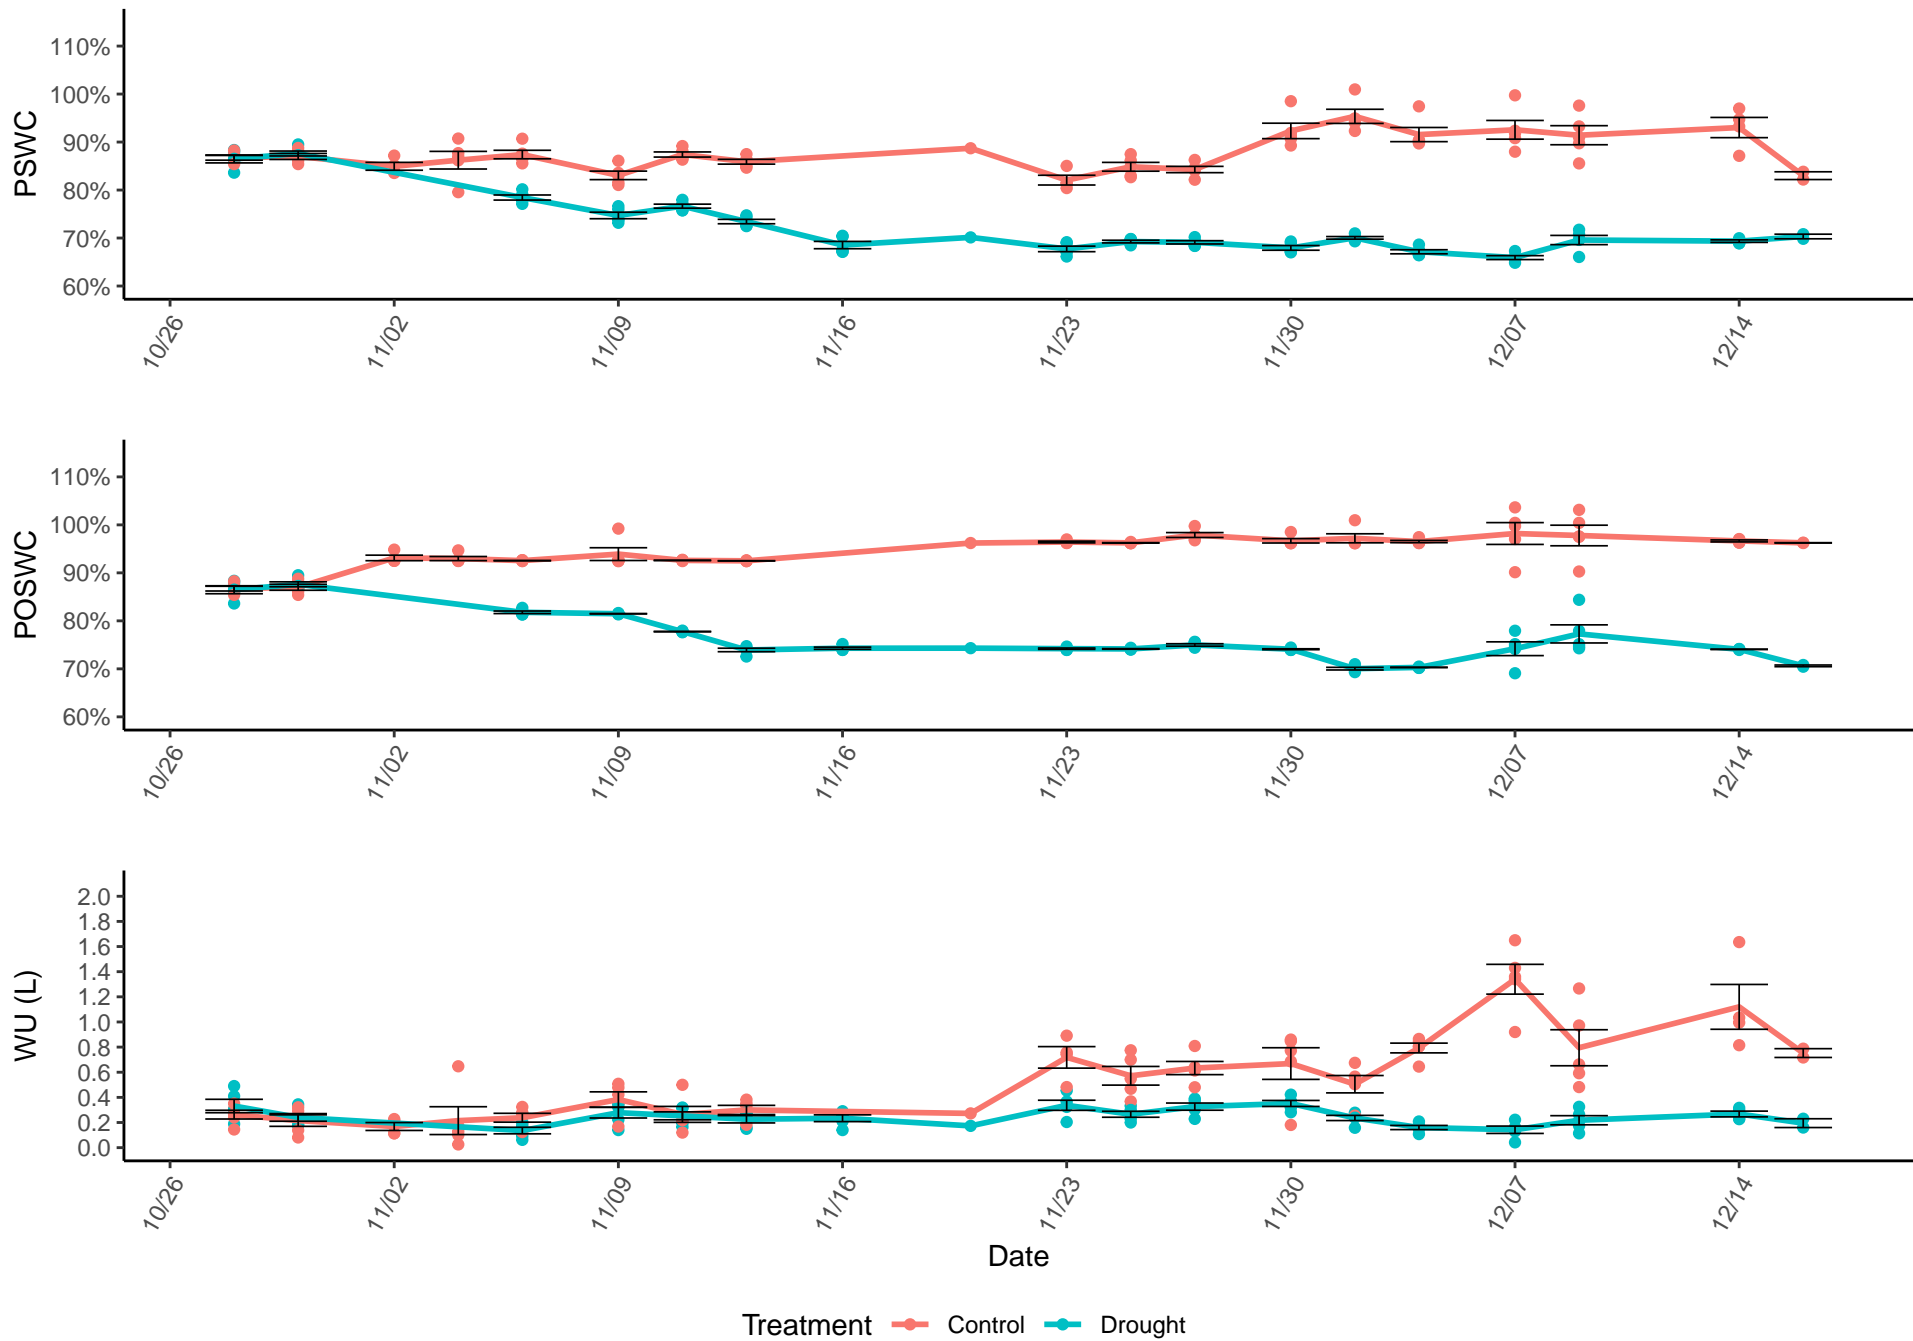 PSWC
110%
100%
90%
80%
70%
60%
10/26 11/02 11/09 11/16 11/23 11/30 12/07 12/14
POSWC
110%
100%
90%
80%
70%
60%
10/26 11/02 11/09 11/16 11/23 11/30 12/07 12/14
WU (L)
2.0
1.8
1.6
1.4
1.2
1.0
0.8
0.6
0.4
0.2
0.0
10/26 11/02 11/09 11/16 11/23 11/30 12/07 12/14
Date
Treatment Control Drought